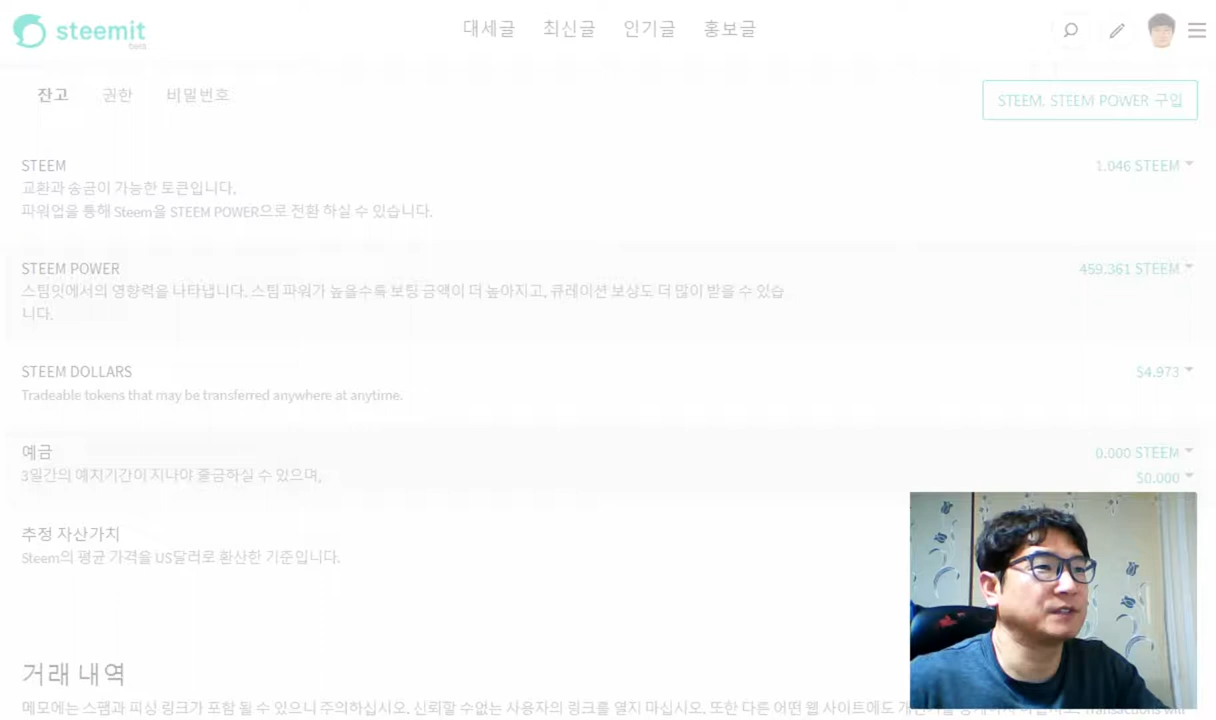 steemit
beta
대세글 최신글 인기글 홍보글
잔고 권한 비밀번호
STEEM, STEEM POWER 구입
STEEM
1.046 STEEM
교환과 송금이 가능한 토큰입니다.
파워업을 통해 Steem을 STEEM POWER으로 전환 하실 수 있습니다.
STEEM POWER
459.361 STEEM
스팀잇에서의 영향력을 나타냅니다. 스팀 파워가 높을수록 보팅 금액이 더 높아지고, 큐레이션 보상도 더 많이 받을 수 있습
니다.
STEEM DOLLARS
$4.973
Tradeable tokens that may be transferred anywhere at anytime.
예금
0.000 STEEM
3일간의 예치기간이 지나야 출금하실 수 있으며,
$0.000
추정 자산가치
Steem의 평균 가격을 US달러로 환산한 기준입니다.
거래 내역
메모에는 스팸과 피싱 링크가 포함 될 수 있으니 주의하십시오. 신뢰할 수없는 사용자의 링크를 열지 마십시오. 또한 다른 어떤 웹 사이트에도 Transactions will